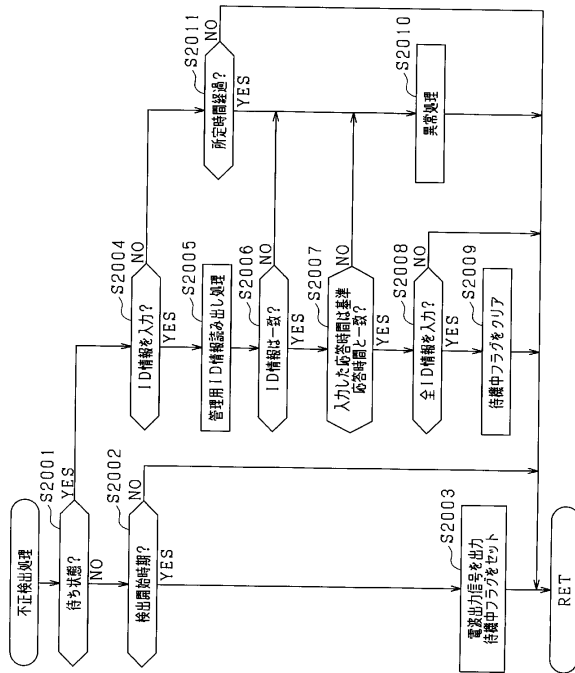 不正検出処理
S2001
待ち状態?
YES
NO
S2002
検出開始時期?
NO
YES
S2003
電波出力信号を出力
待機中フラグをセット
RET
S2004
ID情報を入力?
NO
YES
S2005
管理用ID情報読み出し処理
S2006
ID情報は一致?
NO
YES
S2007
入力した応答時間は基準
応答時間と一致?
NO
YES
S2008
全ID情報を入力?
NO
YES
S2009
待機中フラグをクリア
S2011
所定時間経過?
NO
YES
S2010
異常処理